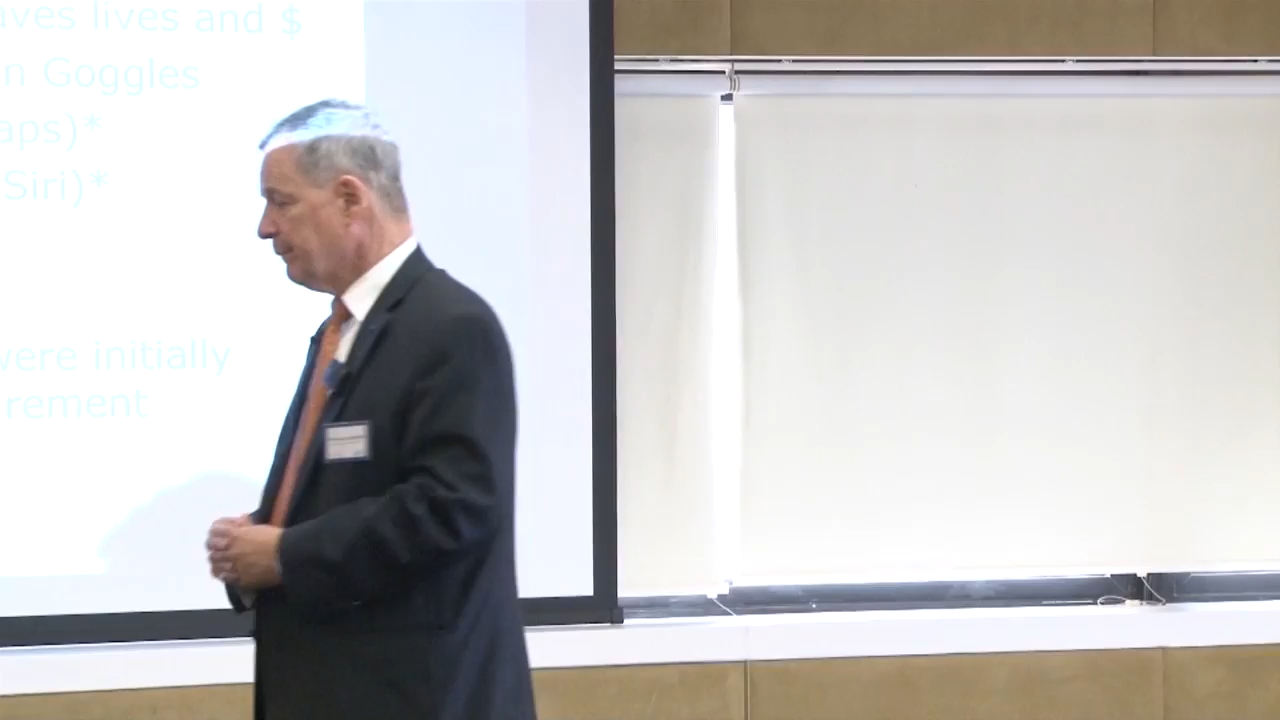 aves lives and $
n Goggles
aps)*
Siri)*
were initially
rement